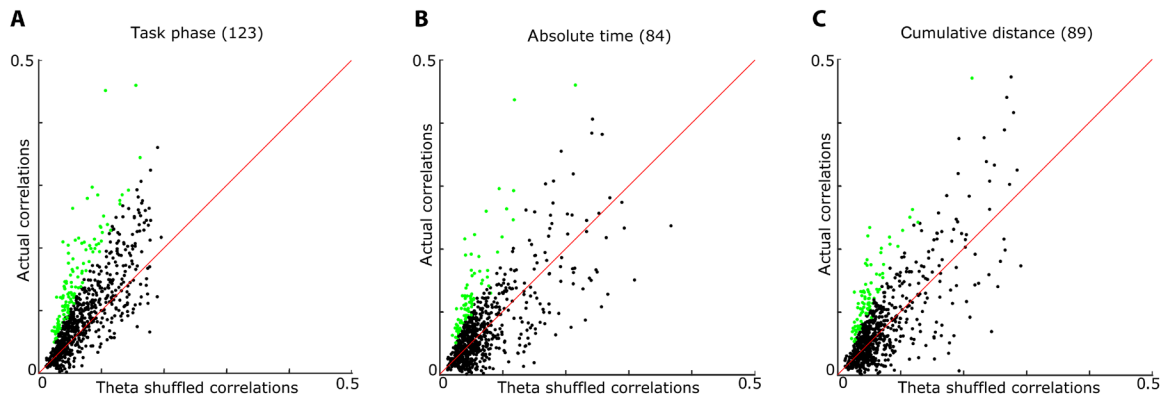 A
Task phase (123)
0.5
Actual correlations
0
0
Theta shuffled correlations
0.5
B
Absolute time (84)
0.5
Actual correlations
0
0
Theta shuffled correlations
0.5
C
Cumulative distance (89)
0.5
Actual correlations
0
0
Theta shuffled correlations
0.5